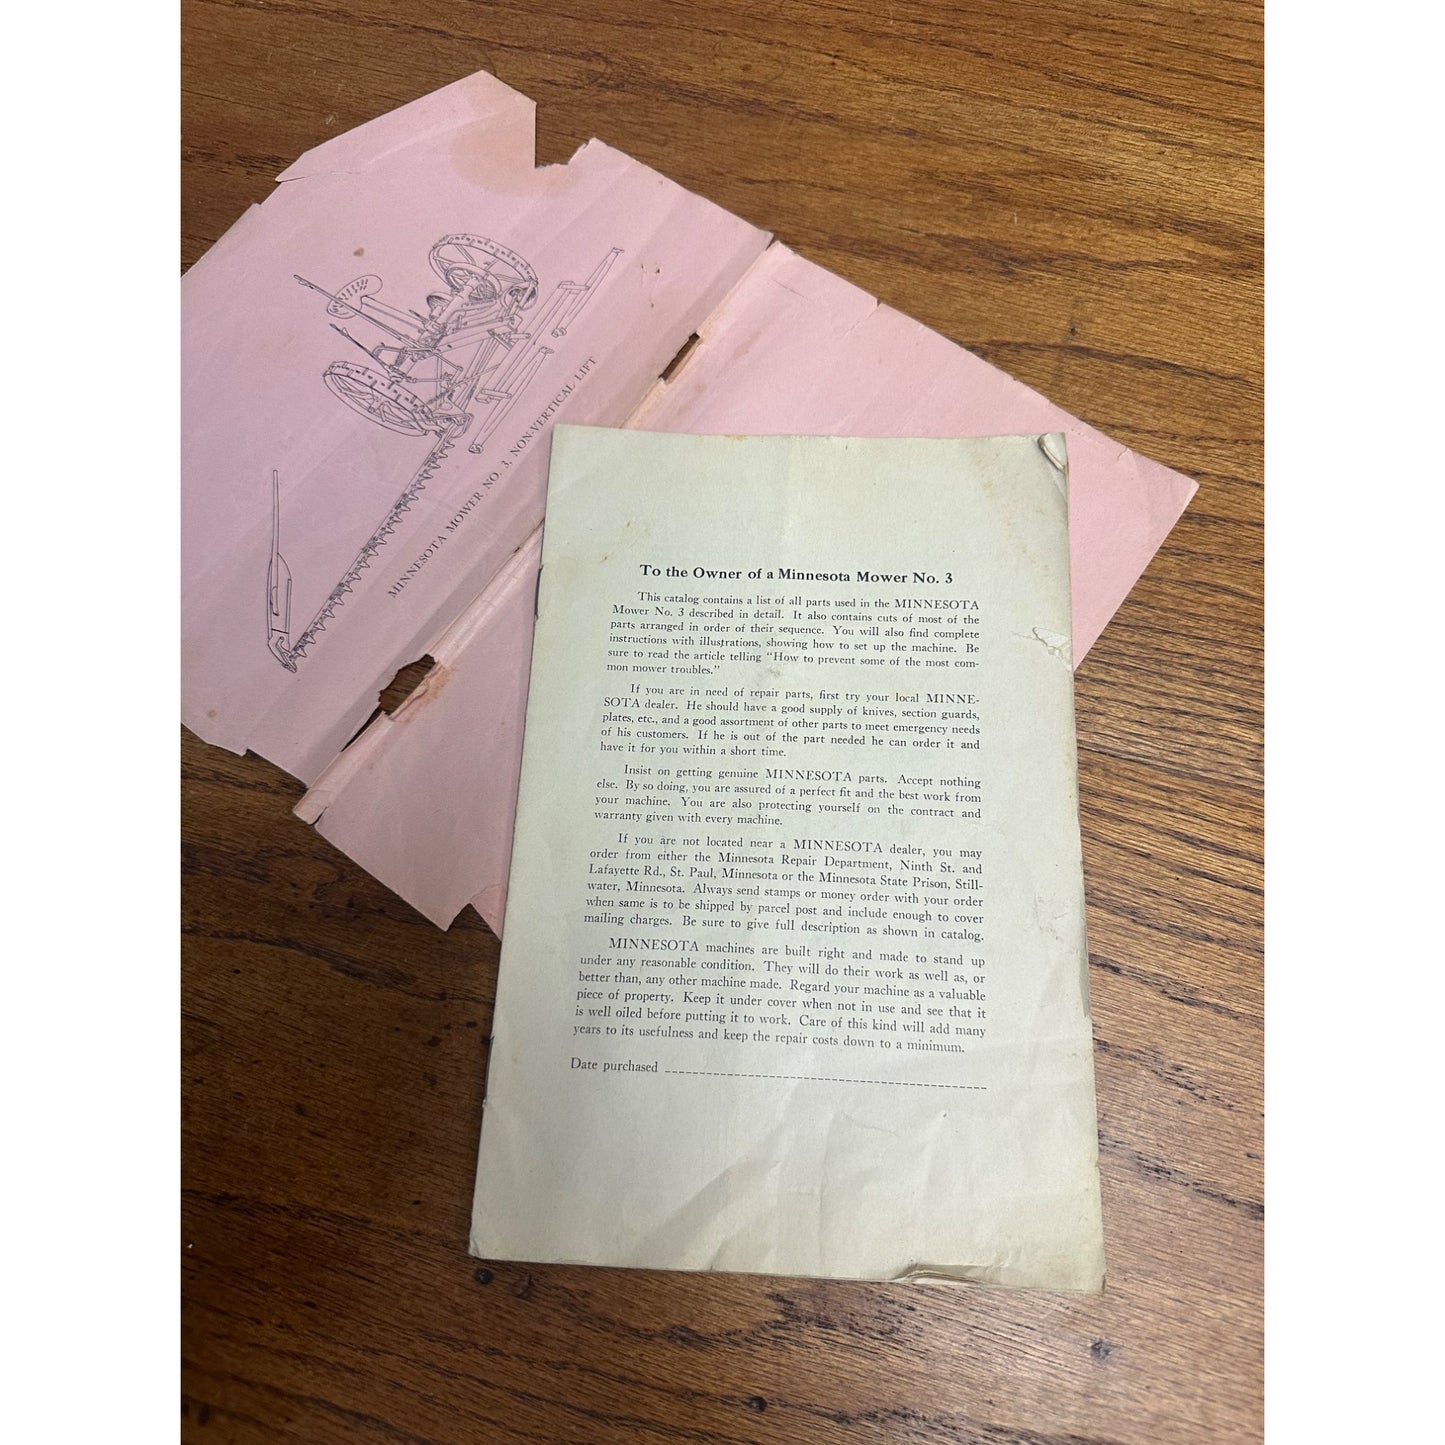 MINNESOTA MOWER NO. 3, NON-VERTICAL LIFT
To the Owner of a Minnesota Mower No. 3
This catalog contains a list of all parts used in the MINNESOTA
Mower No. 3 described in detail. It also contains cuts of most of the
parts arranged in order of their sequence. You will also find complete
instructions with illustrations, showing how to set up the machine. Be
sure to read the article telling "How to prevent some of the most com-
mon mower troubles."
If you are in need of repair parts, first try your local MINNE-
SOTA dealer. He should have a good supply of knives, section guards,
plates, etc., and a good assortment of other parts to meet emergency needs
of his customers. If he is out of the part needed he can order it and
have it for you within a short time.
Insist on getting genuine MINNESOTA parts. Accept nothing
else. By so doing, you are assured of a perfect fit and the best work from
your machine. You are also protecting yourself on the contract and
warranty given with every machine.
If you are not located near a MINNESOTA dealer, you may
order from either the Minnesota Repair Department, Ninth St. and
Lafayette Rd., St. Paul, Minnesota or the Minnesota State Prison, Still-
water, Minnesota. Always send stamps or money order with your order
when same is to be shipped by parcel post and include enough to cover
mailing charges. Be sure to give full description as shown in catalog.
MINNESOTA machines are built right and made to stand up
under any reasonable condition. They will do their work as well as, or
better than, any other machine made. Regard your machine as a valuable
piece of property. Keep it under cover when not in use and see that it
is well oiled before putting it to work. Care of this kind will add many
years to its usefulness and keep the repair costs down to a minimum.
Date purchased